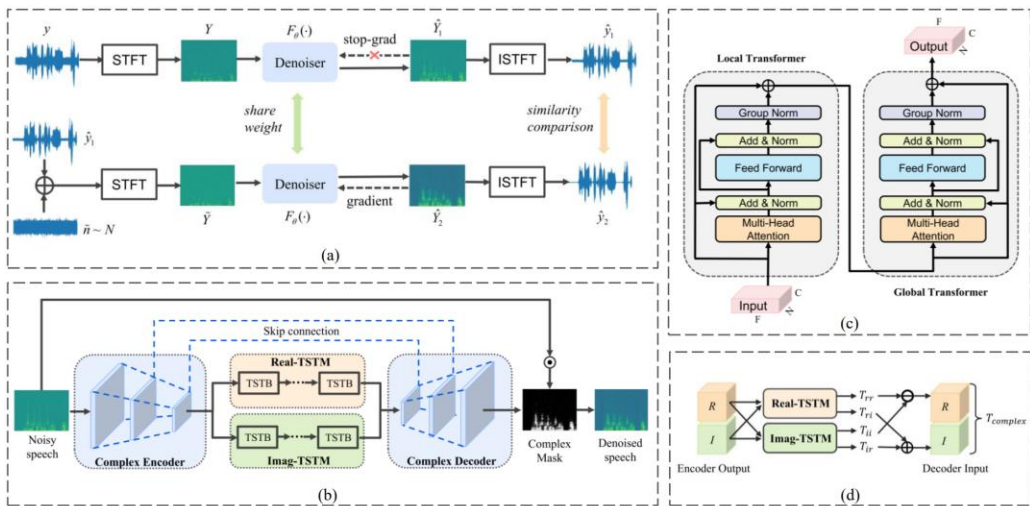 y
STFT
Y
F_θ(·)
Denoiser
stop-grad
Ŷ₁
ISTFT
ŷ₁
share
weight
similarity
comparison
ŷ₁
STFT
Ỹ
Denoiser
F_θ(·)
gradient
Ŷ₂
ISTFT
ŷ₂
ñ ~ N
(a)
Skip connection
Real-TSTM
TSTB
TSTB
TSTB
TSTB
Imag-TSTM
Noisy
speech
Complex Encoder
Complex Decoder
Complex
Mask
Denoised
speech
(b)
F
C
Output
Local Transformer
Group Norm
Add & Norm
Feed Forward
Add & Norm
Multi-Head
Attention
Group Norm
Add & Norm
Feed Forward
Add & Norm
Multi-Head
Attention
Global Transformer
Input
C
F
(c)
R
I
Encoder Output
Real-TSTM
Imag-TSTM
T_rr
T_ri
T_ii
T_ir
R
I
Decoder Input
T_complex
(d)